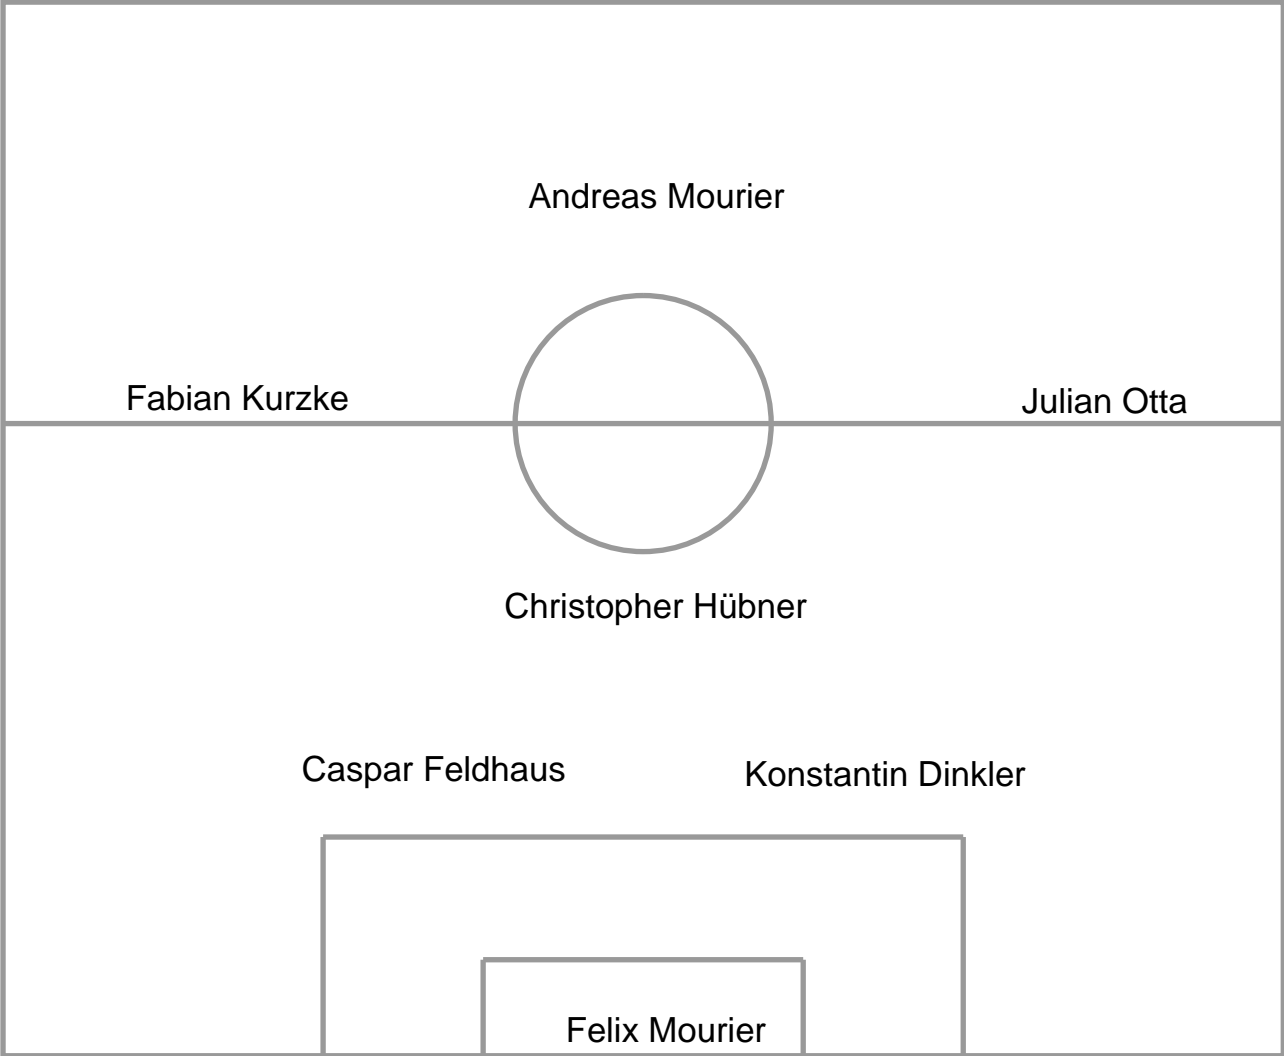 Andreas Mourier
Fabian Kurzke
Julian Otta
Christopher Hübner
Caspar Feldhaus
Konstantin Dinkler
Felix Mourier